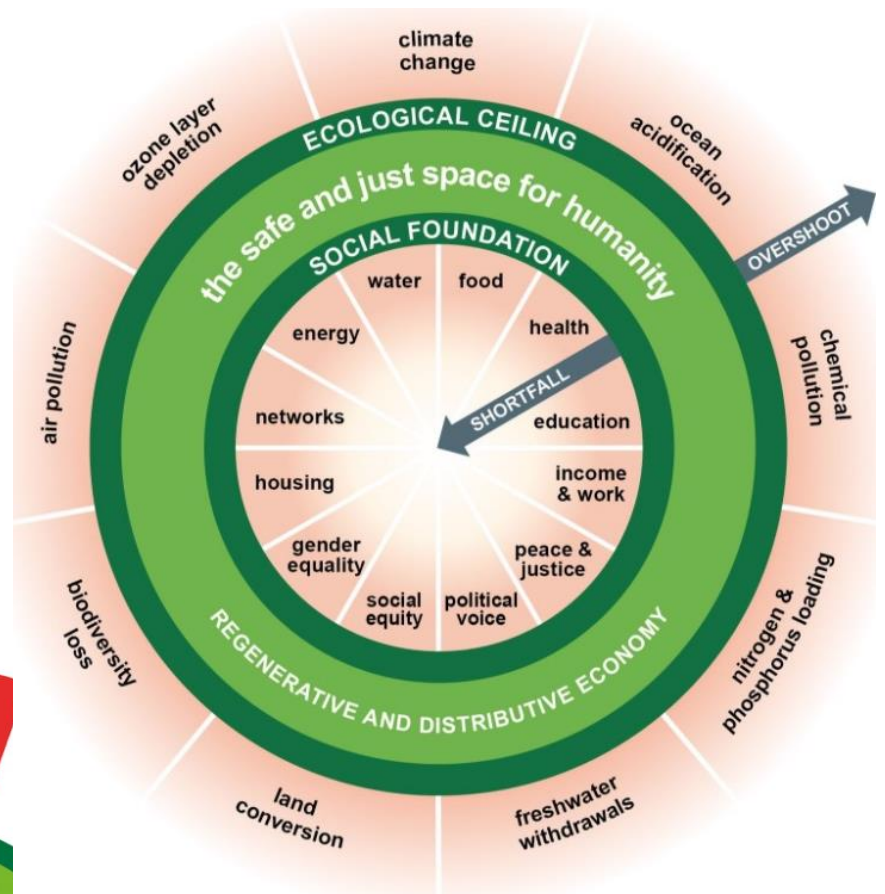 climate
change
ocean
acidification
chemical
pollution
nitrogen &
phosphorus loading
freshwater
withdrawals
land
conversion
biodiversity
loss
air pollution
ozone layer
depletion
ECOLOGICAL CEILING
the safe and just space for humanity
SOCIAL FOUNDATION
OVERSHOOT
SHORTFALL
water
food
health
education
income
& work
peace &
justice
political
voice
social
equity
gender
equality
housing
networks
energy
REGENERATIVE AND DISTRIBUTIVE ECONOMY